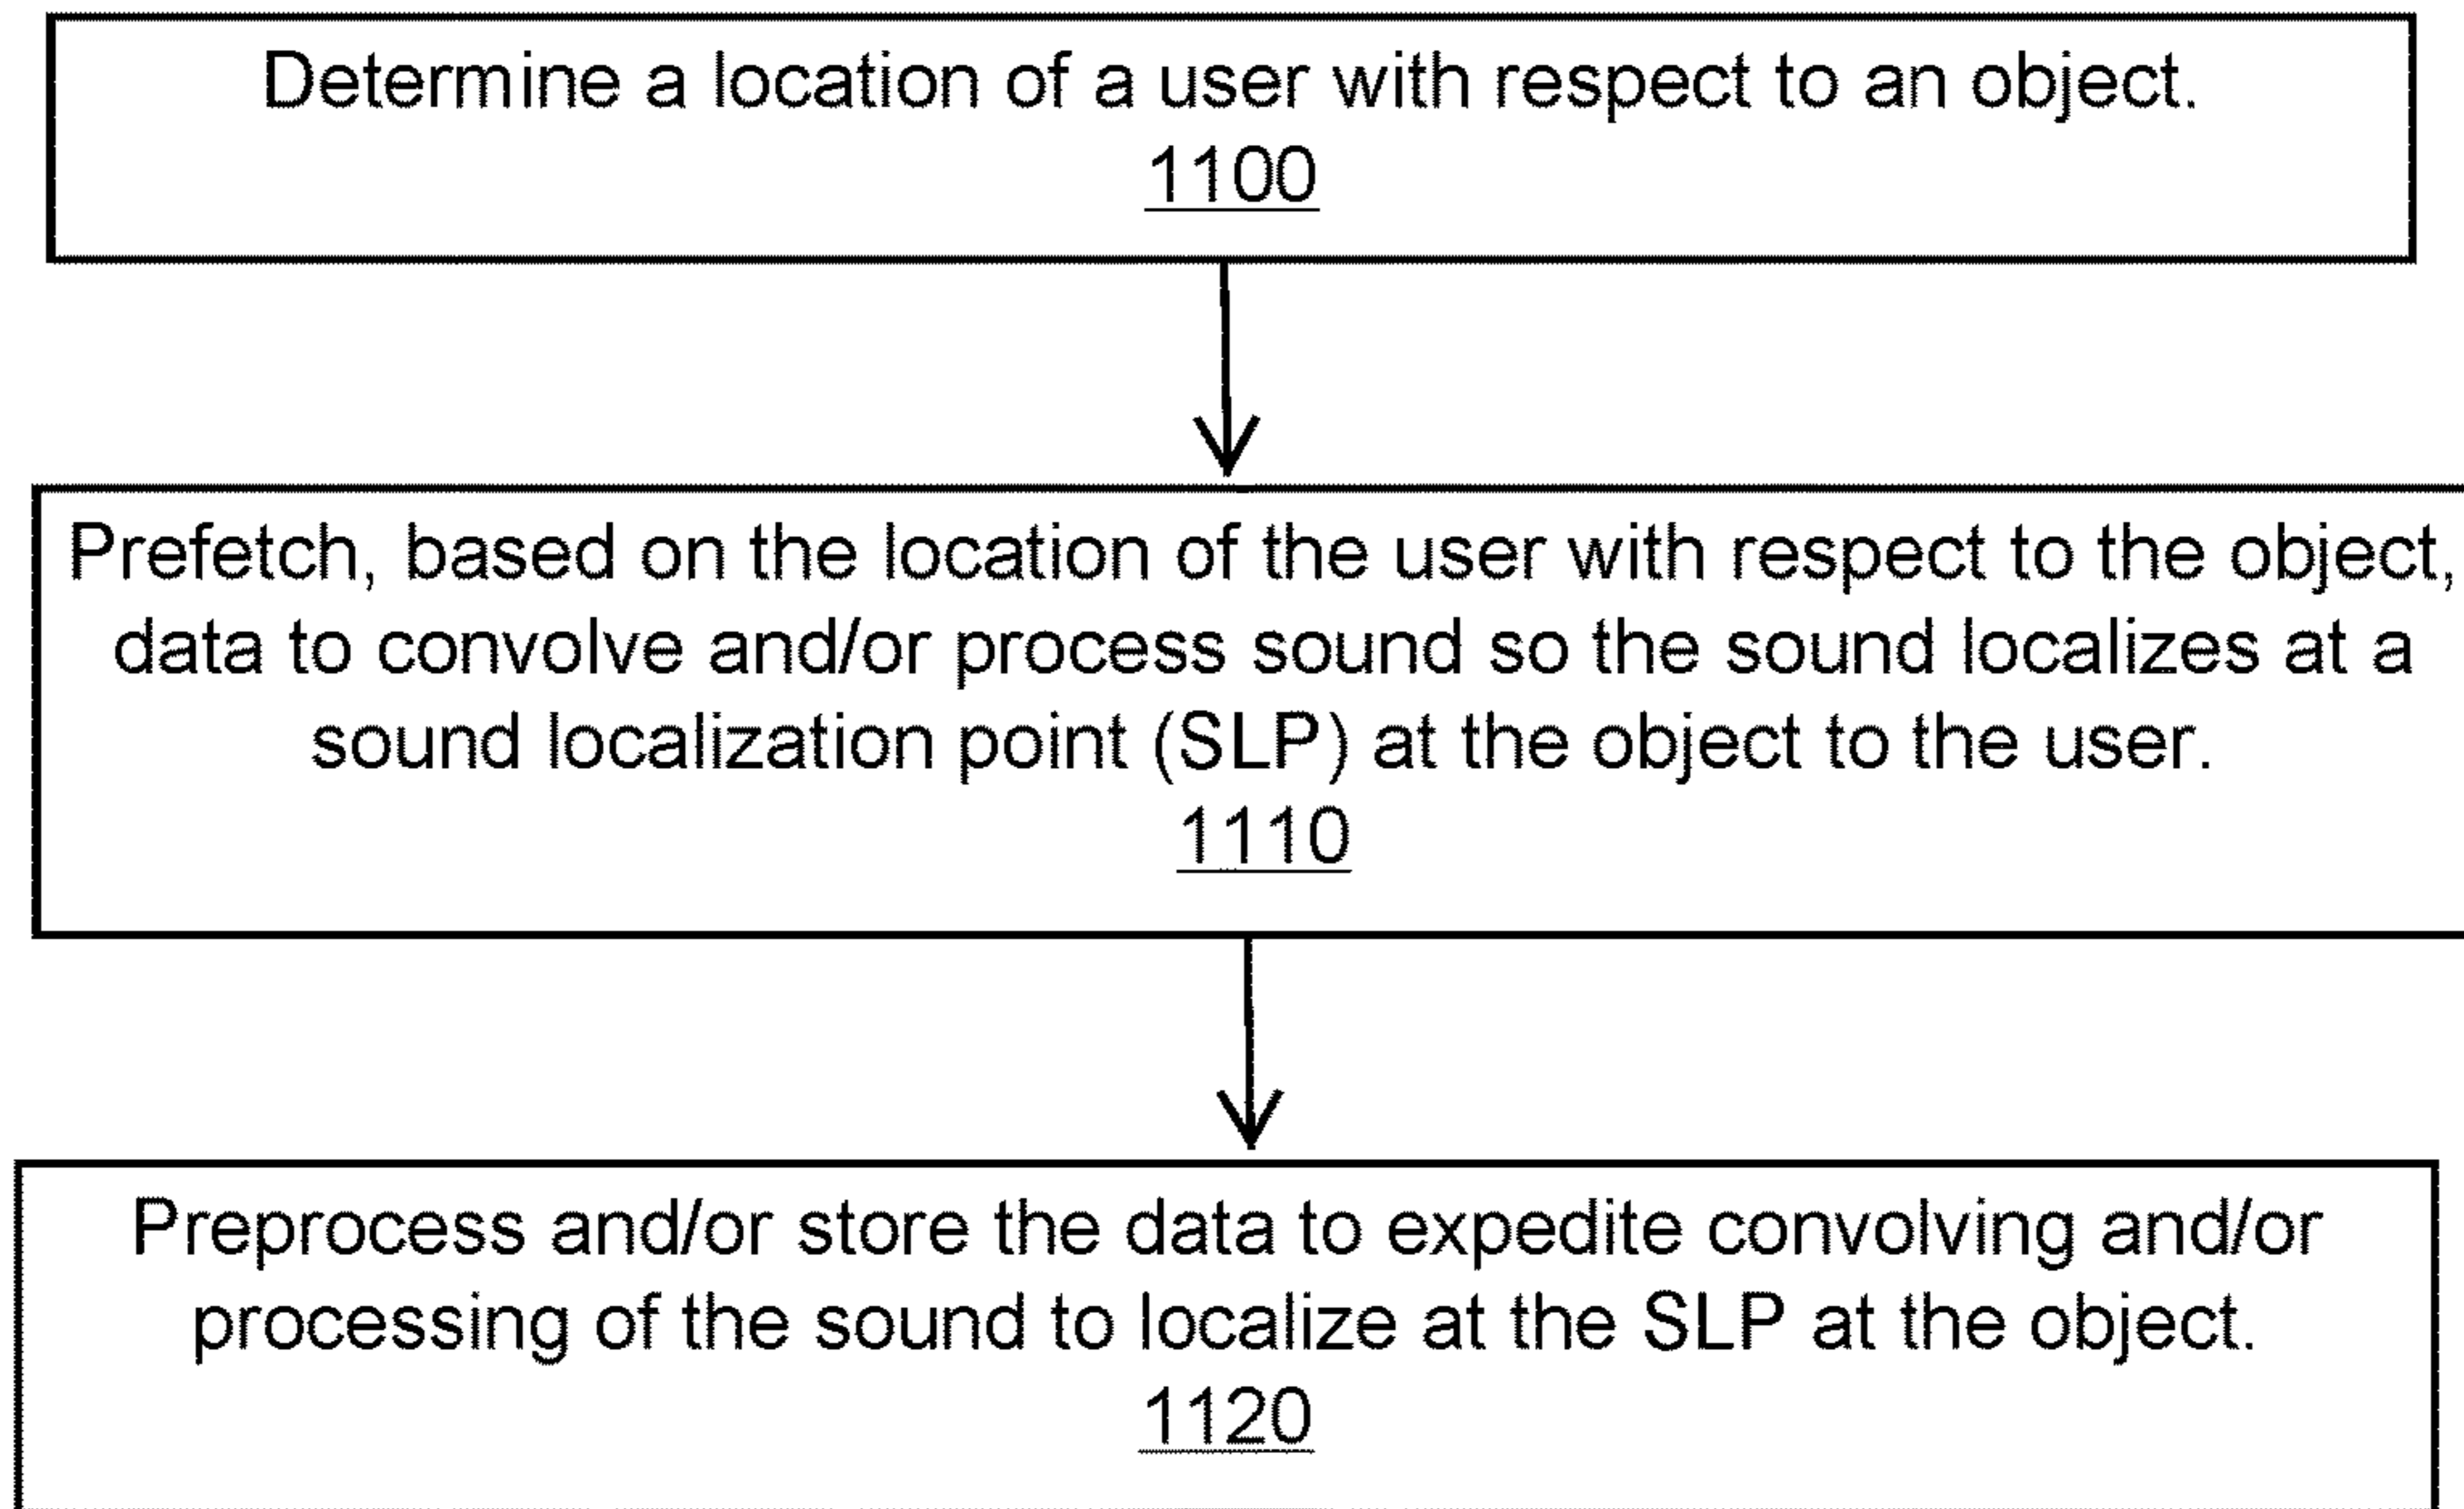 Determine a location of a user with respect to an object.
1100
Prefetch, based on the location of the user with respect to the object,
data to convolve and/or process sound so the sound localizes at a
sound localization point (SLP) at the object to the user.
1110
Preprocess and/or store the data to expedite convolving and/or
processing of the sound to localize at the SLP at the object.
1120